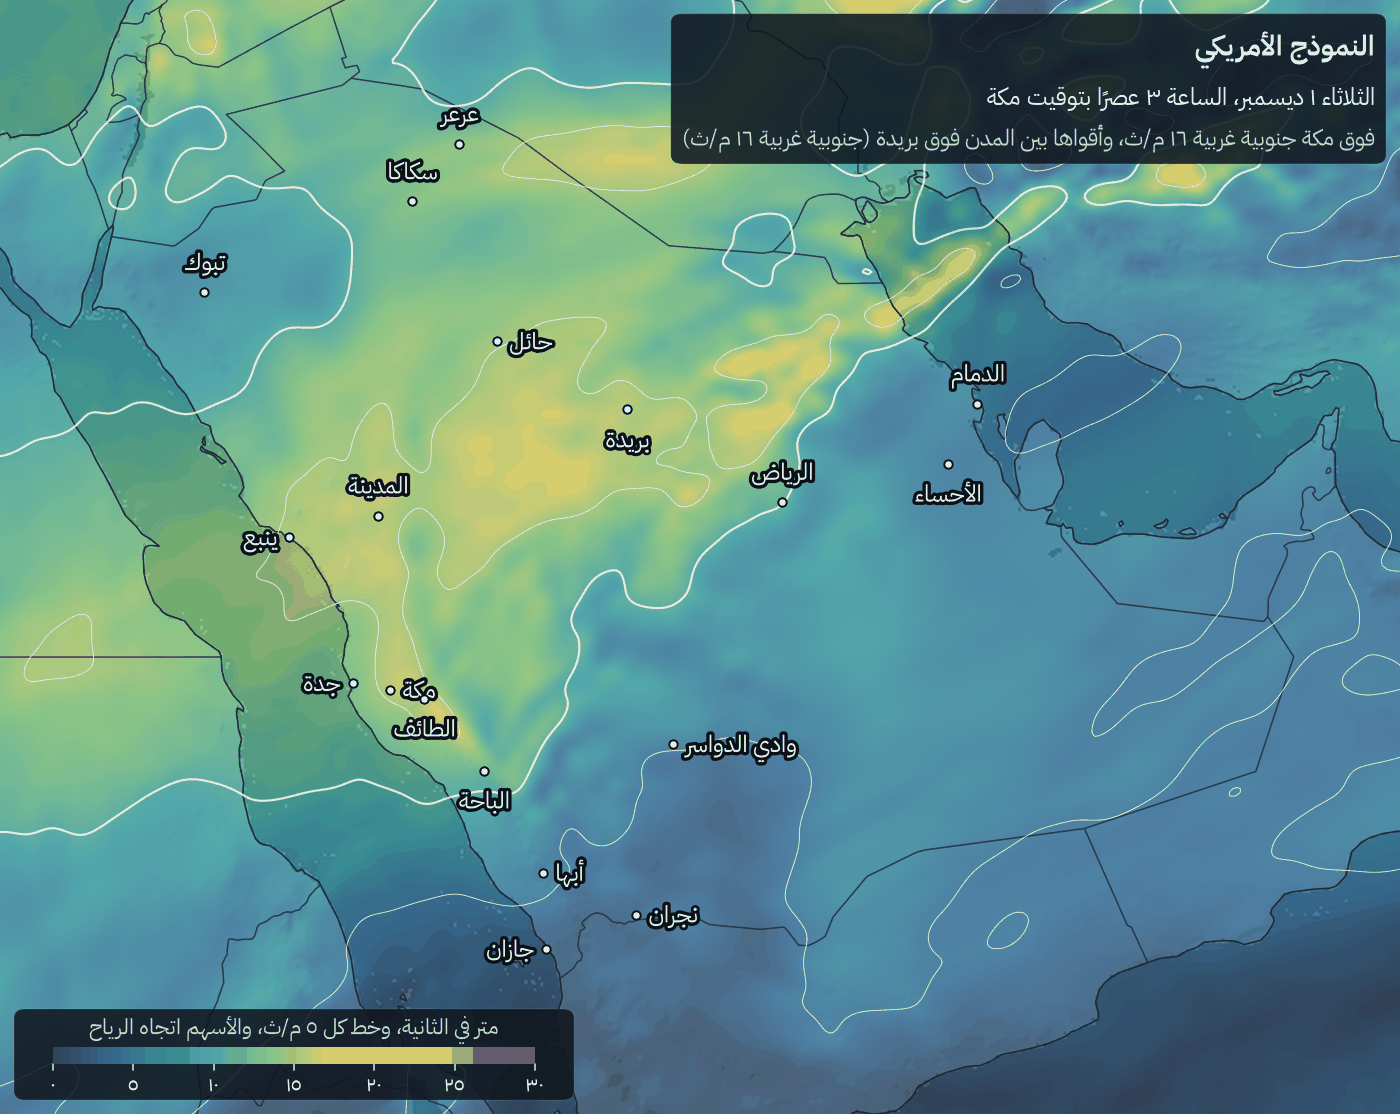 النموذج الأمريكي
الثلاثاء ١ ديسمبر، الساعة ٣ عصرًا بتوقيت مكة
فوق مكة جنوبية غربية ١٦ م/ث، وأقواها بين المدن فوق بريدة (جنوبية غربية ١٦ م/ث)
عرعر
سكاكا
تبوك
حائل
الدمام
بريدة
الرياض
المدينة
الأحساء
ينبع
جدة
مكة
الطائف
وادي الدواسر
الباحة
أبها
نجران
جازان
متر في الثانية، وخط كل ٥ م/ث، والأسهم اتجاه الرياح
٠ ٥ ١٠ ١٥ ٢٠ ٢٥ ٣٠